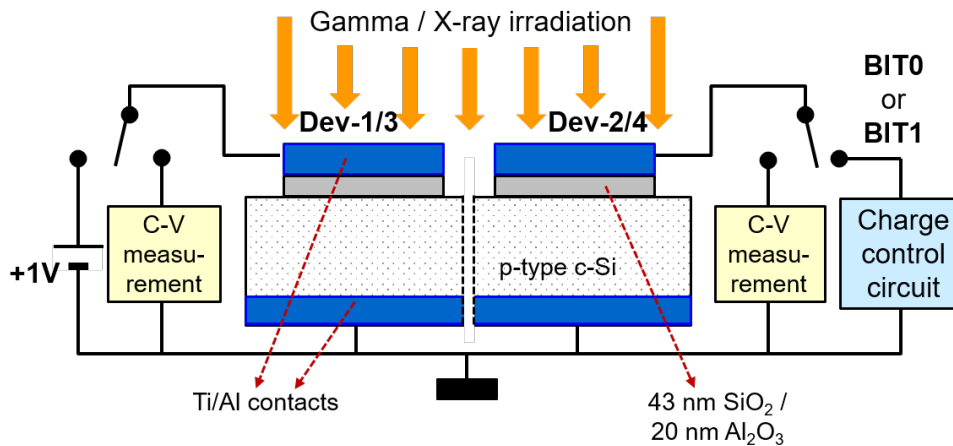 Gamma / X-ray irradiation
BIT0
or
BIT1
Dev-1/3
Dev-2/4
+1V
C-V
measu-
rement
p-type c-Si
C-V
measu-
rement
Charge
control
circuit
Ti/Al contacts
43 nm SiO₂ /
20 nm Al₂O₃